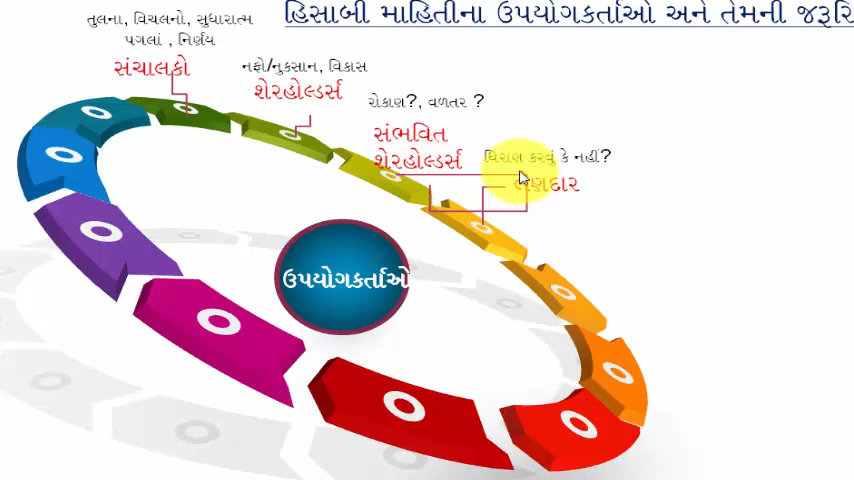 હિસાબી માહિતીના ઉપયોગકર્તાઓ અને તેમની જરૂરિ
તુલના, વિચલનો, સુધારાત્મ
પગલાં , નિર્ણય
સંચાલકો
નફો/નુકસાન, વિકાસ
શેરહોલ્ડર્સ
રોકાણ?, વળતર ?
સંભવિત
શેરહોલ્ડર્સ
ધિરાણ કરવું કે નહીં?
લેણદાર
ઉપયોગકર્તાઓ